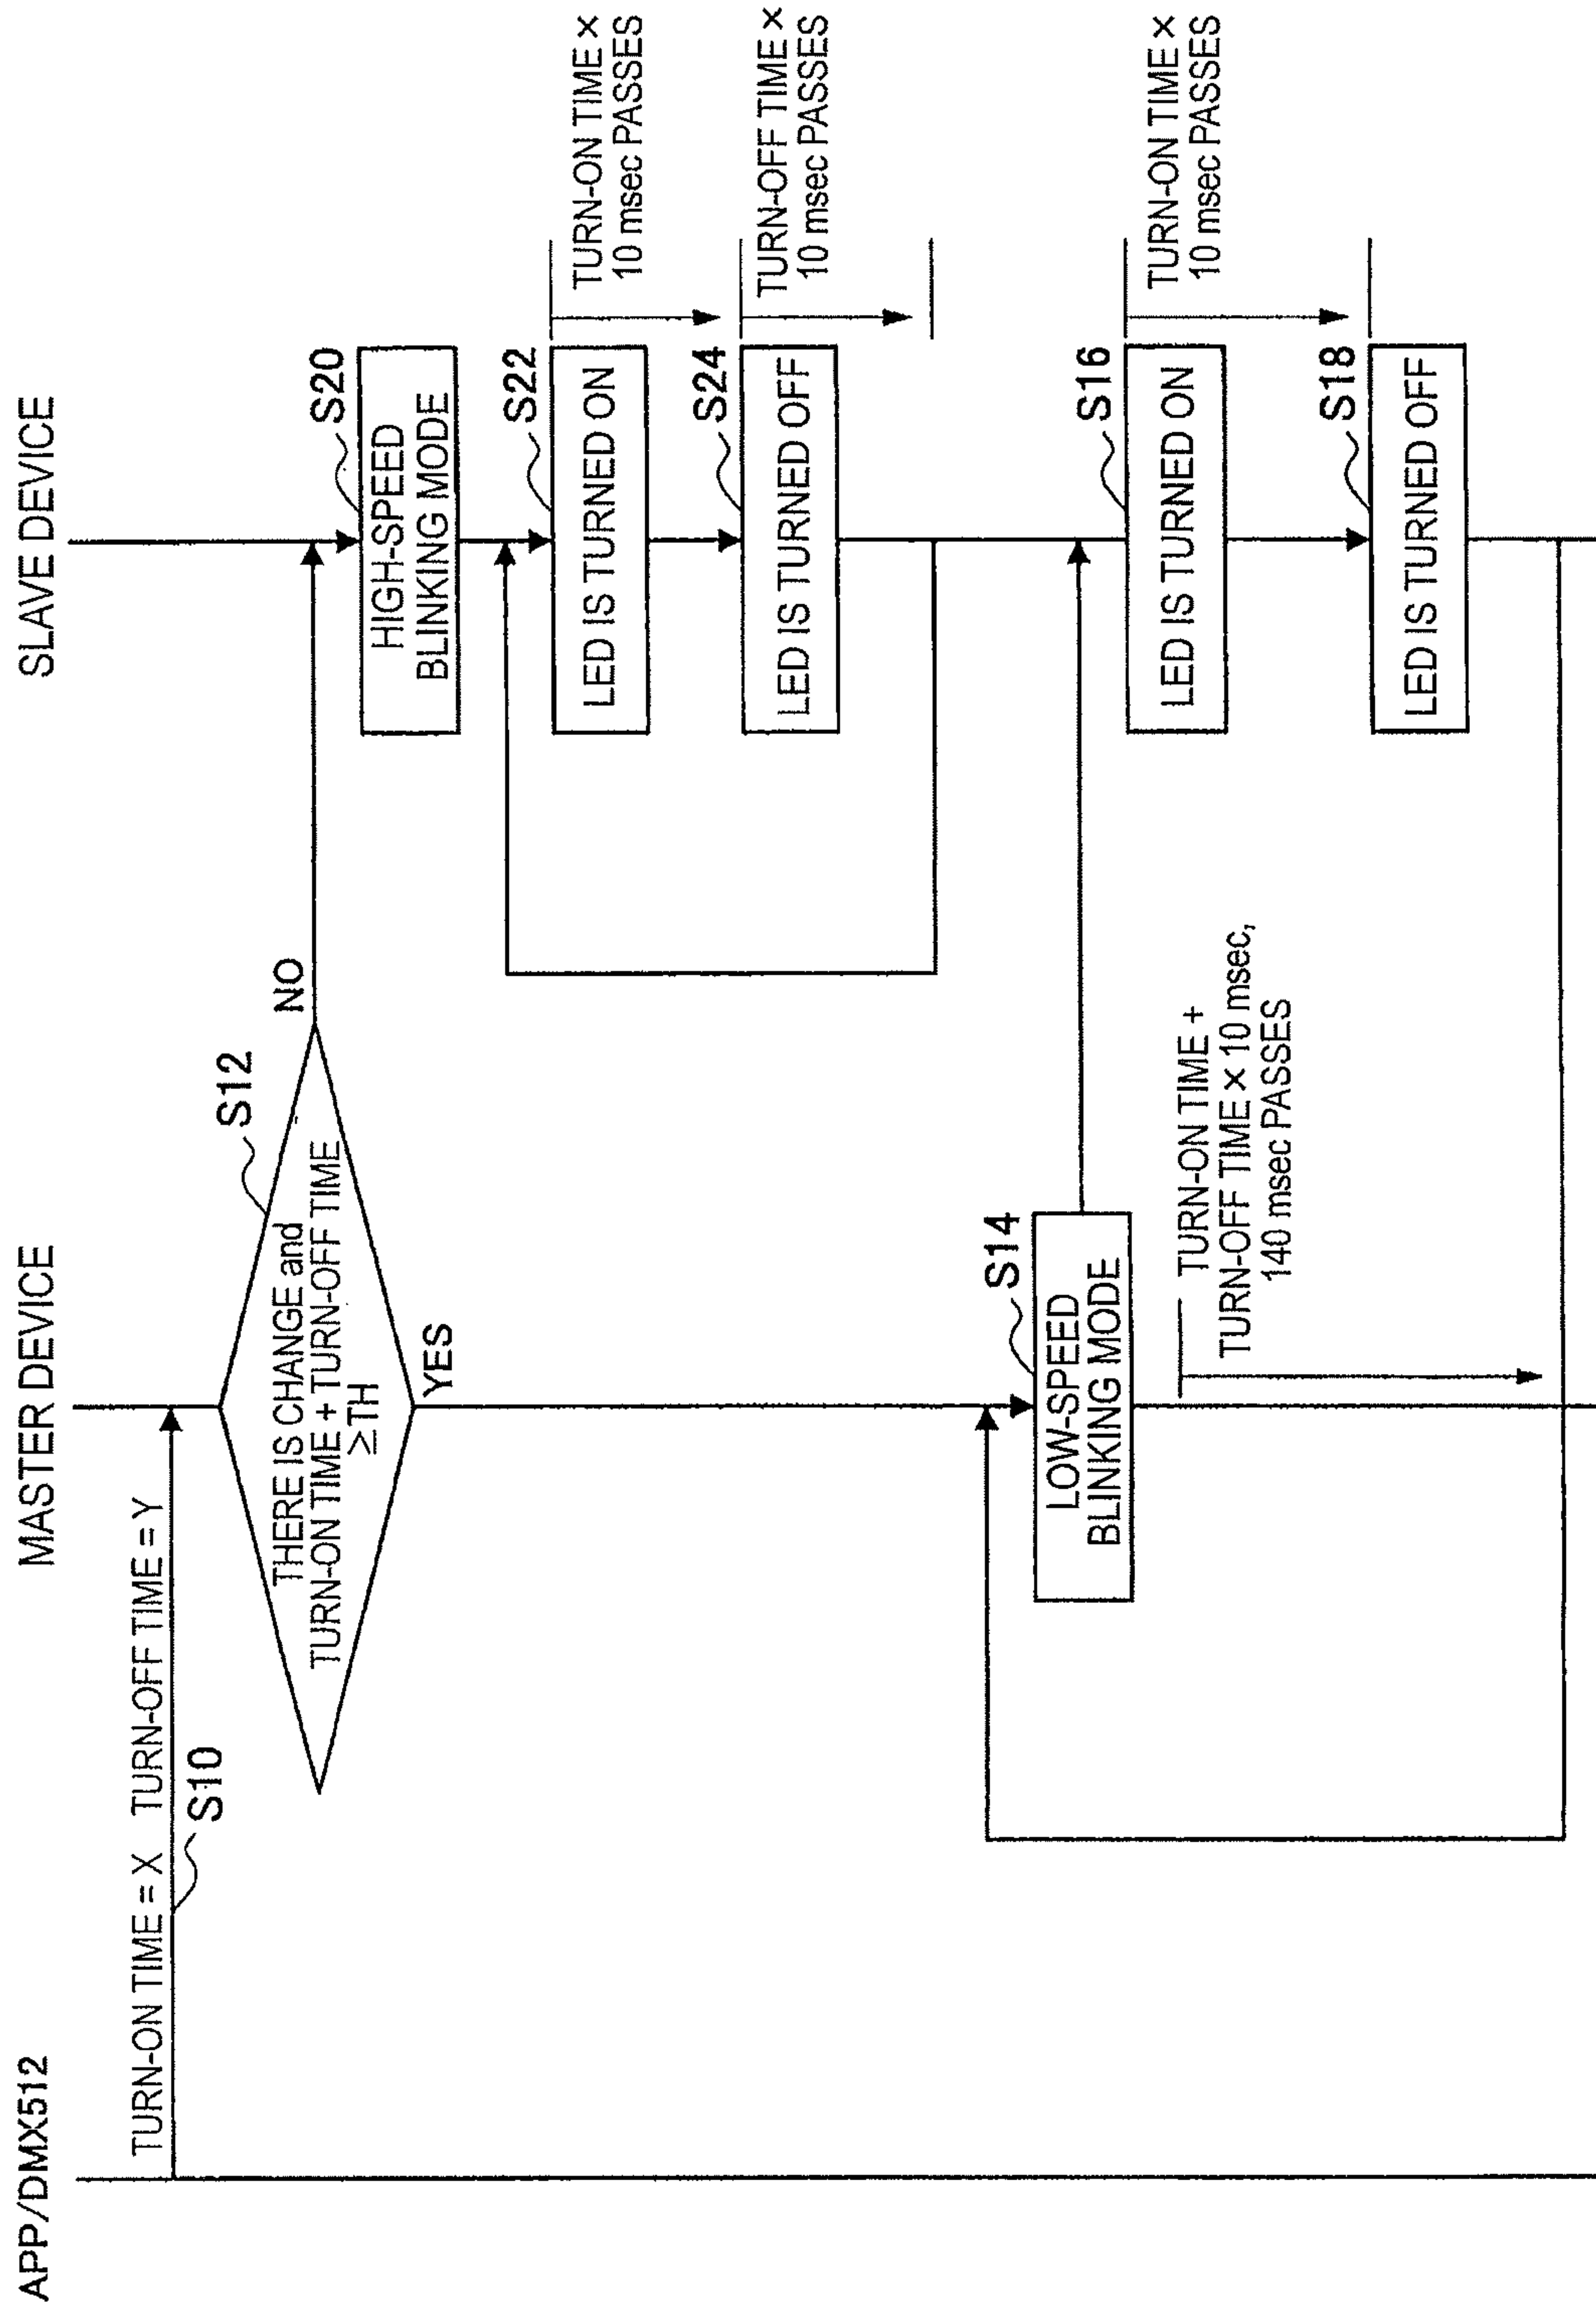 APP/DMX512
MASTER DEVICE
SLAVE DEVICE
TURN-ON TIME = X TURN-OFF TIME = Y
S10
S12
THERE IS CHANGE and
TURN-ON TIME + TURN-OFF TIME
≥TH
NO
YES
S20
HIGH-SPEED
BLINKING MODE
S22
LED IS TURNED ON
TURN-ON TIME ×
10 msec PASSES
S24
LED IS TURNED OFF
TURN-OFF TIME ×
10 msec PASSES
S14
LOW-SPEED
BLINKING MODE
TURN-ON TIME +
TURN-OFF TIME × 10 msec,
140 msec PASSES
S16
LED IS TURNED ON
TURN-ON TIME ×
10 msec PASSES
S18
LED IS TURNED OFF